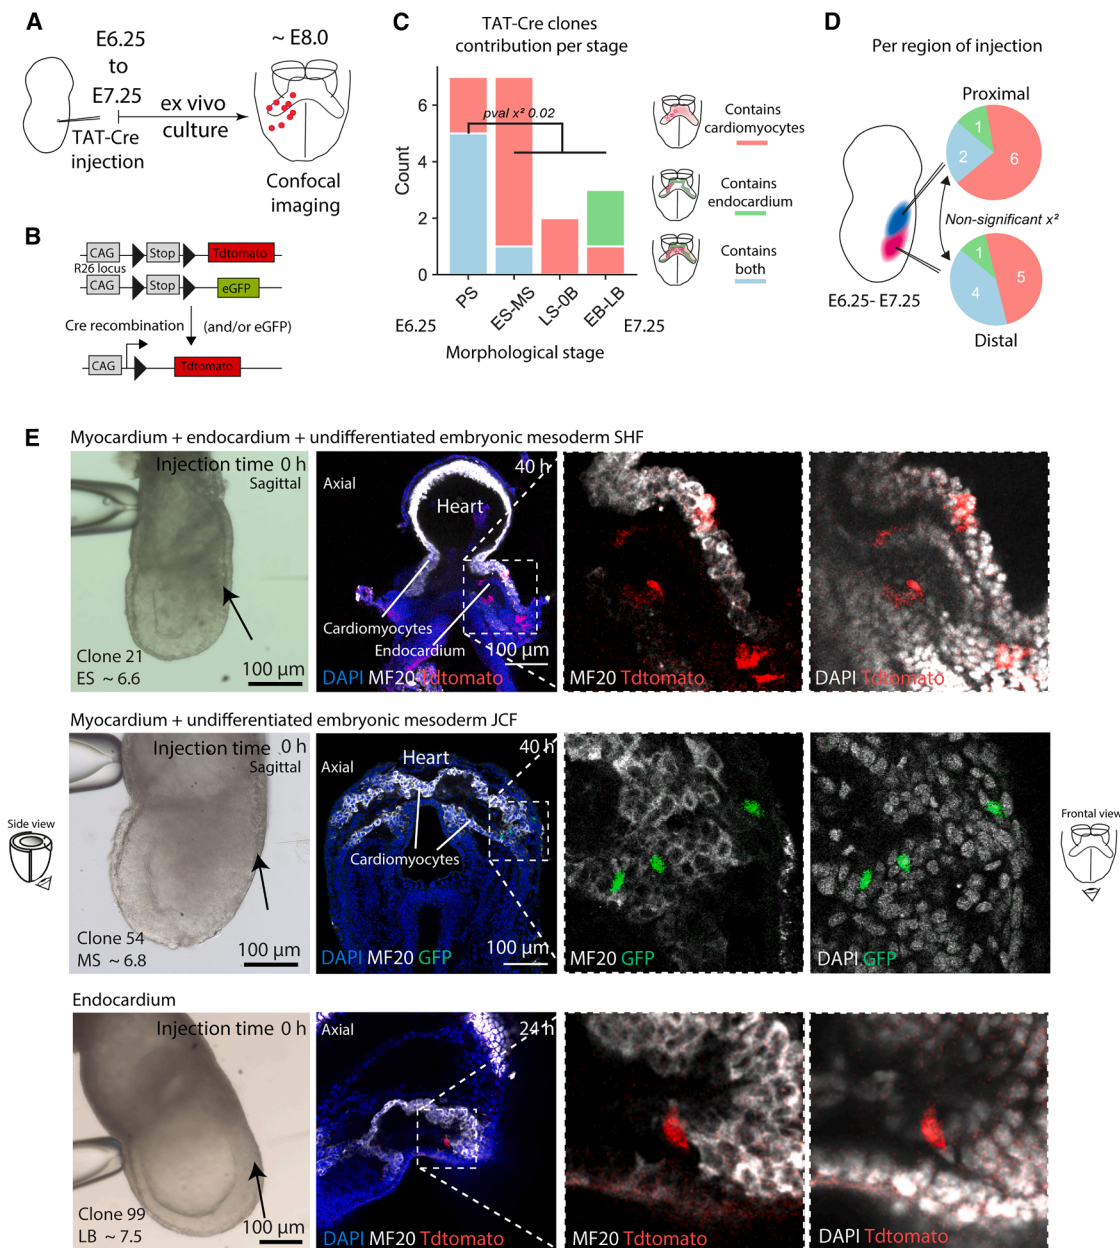 A
E6.25
to
E7.25
TAT-Cre
injection
ex vivo
culture
~ E8.0
Confocal
imaging
B
CAG
Stop
Tdtomato
R26 locus
CAG
Stop
eGFP
Cre recombination
(and/or eGFP)
CAG
Tdtomato
C
TAT-Cre clones
contribution per stage
Count
6
4
2
0
pval x² 0.02
PS
ES-MS
LS-0B
EB-LB
E6.25
E7.25
Morphological stage
Contains
cardiomyocytes
Contains
endocardium
Contains
both
D
Per region of injection
Proximal
1
2
6
Non-significant x²
1
5
4
E6.25- E7.25
Distal
E
Myocardium + endocardium + undifferentiated embryonic mesoderm SHF
Injection time 0 h
Sagittal
Clone 21
ES ~ 6.6
100 µm
Axial
40 h
Heart
Cardiomyocytes
Endocardium
100 µm
DAPI MF20 Tdtomato
MF20 Tdtomato
DAPI Tdtomato
Myocardium + undifferentiated embryonic mesoderm JCF
Side view
Injection time 0 h
Sagittal
Clone 54
MS ~ 6.8
100 µm
Heart
40 h
Axial
Cardiomyocytes
100 µm
DAPI MF20 GFP
MF20 GFP
DAPI GFP
Frontal view
Endocardium
Injection time 0 h
Clone 99
LB ~ 7.5
100 µm
Axial
24 h
DAPI MF20 Tdtomato
MF20 Tdtomato
DAPI Tdtomato